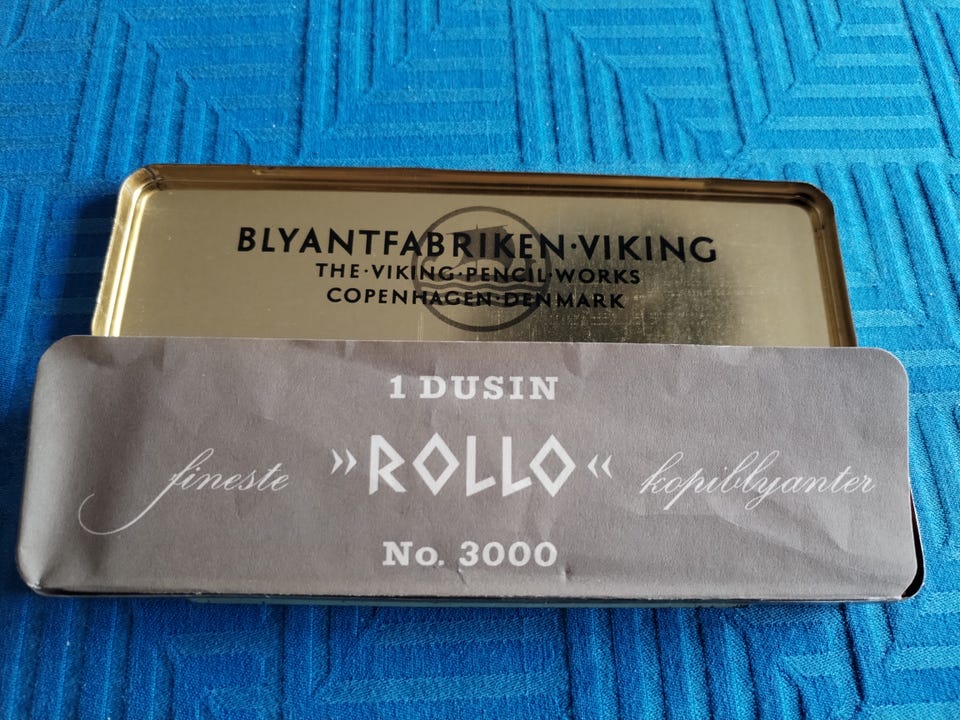 BLYANTFABRIKEN·VIKING
THE·VIKING·PENCIL·WORKS
COPENHAGEN·DENMARK
1 DUSIN
fineste »ROLLO« kopiblyanter
No. 3000